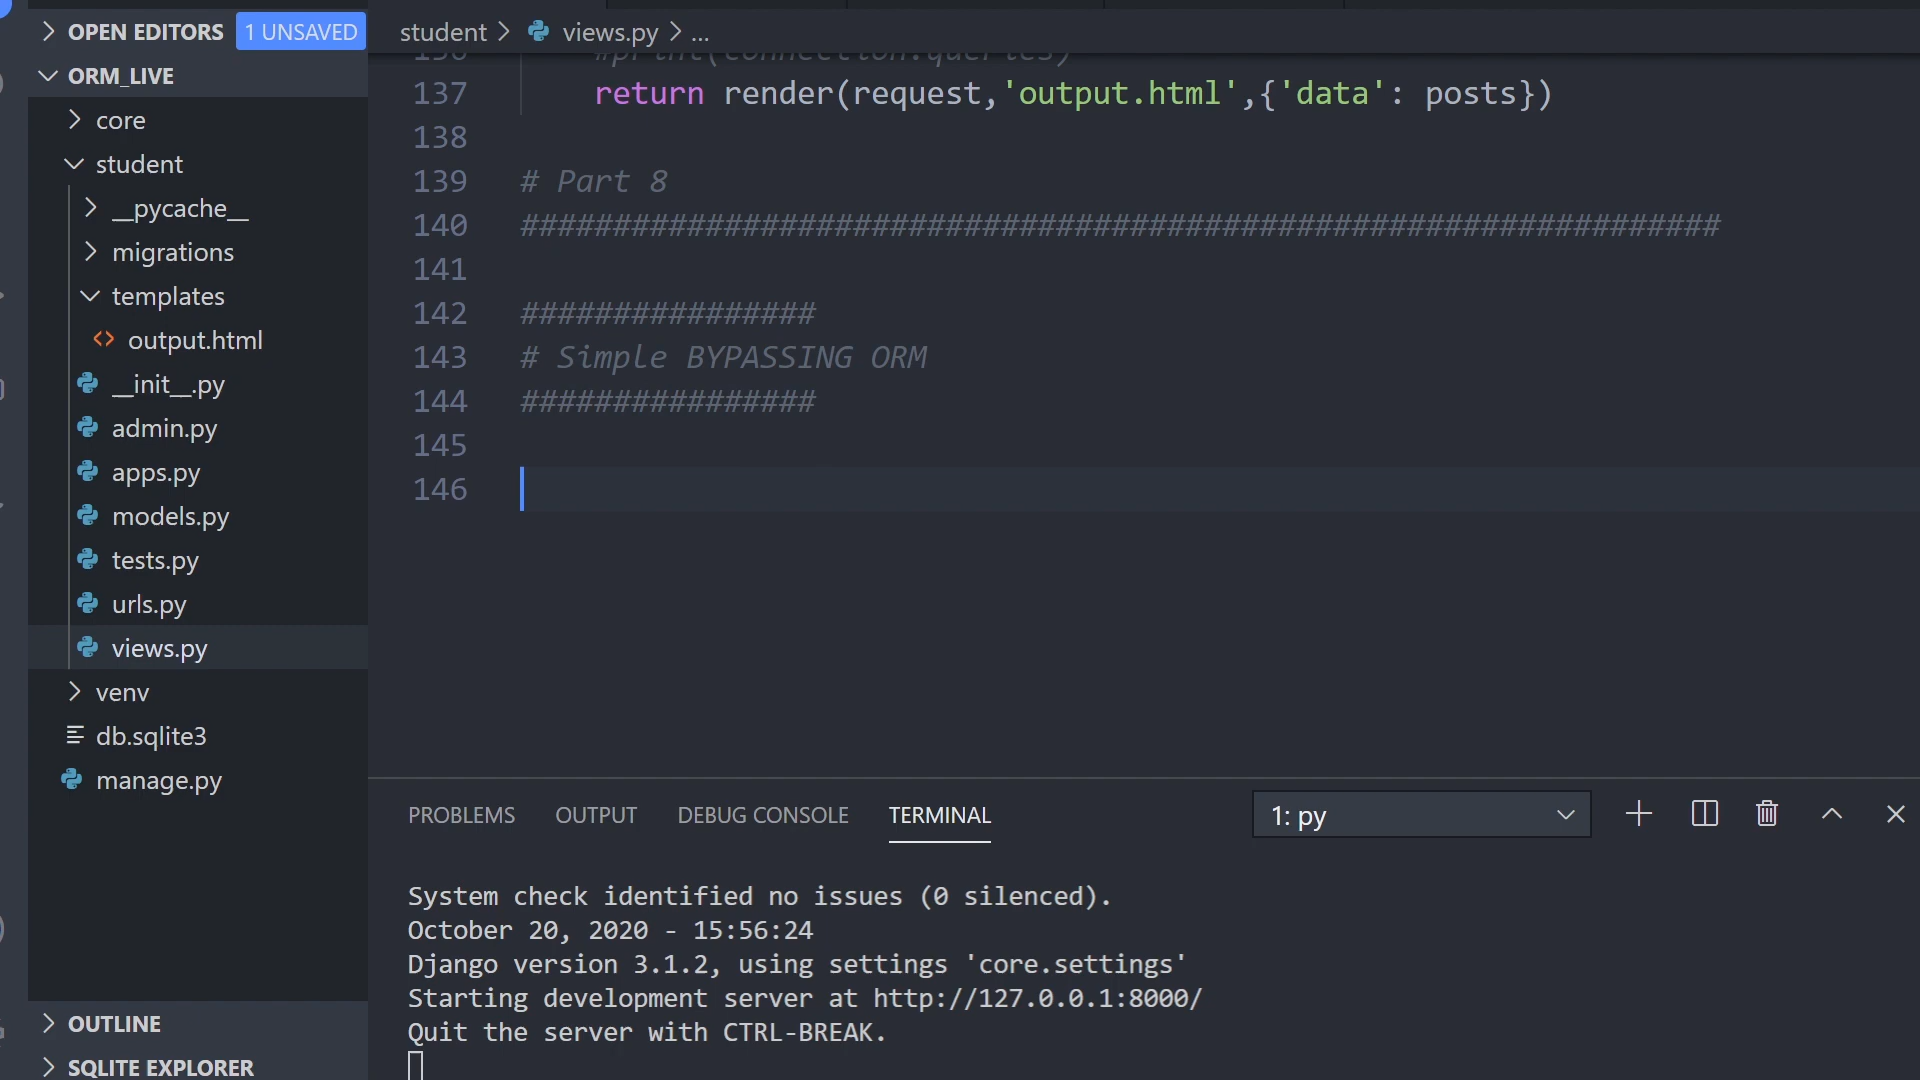 OPEN EDITORS 1 UNSAVED
ORM_LIVE
core
student
__pycache__
migrations
templates
output.html
__init__.py
admin.py
apps.py
models.py
tests.py
urls.py
views.py
venv
db.sqlite3
manage.py
OUTLINE
SQLITE EXPLORER
student > views.py > ...
136 #print(connection.queries)
137 return render(request,'output.html',{'data': posts})
138
139 # Part 8
140 #################################################################
141
142 ################
143 # Simple BYPASSING ORM
144 ################
145
146
PROBLEMS OUTPUT DEBUG CONSOLE TERMINAL 1: py
System check identified no issues (0 silenced).
October 20, 2020 - 15:56:24
Django version 3.1.2, using settings 'core.settings'
Starting development server at http://127.0.0.1:8000/
Quit the server with CTRL-BREAK.